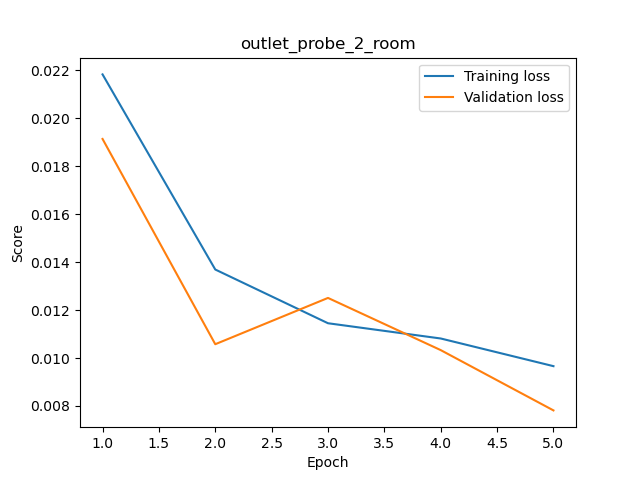 outlet_probe_2_room
Training loss
Validation loss
0.022
0.020
0.018
0.016
0.014
0.012
0.010
0.008
Score
1.0 1.5 2.0 2.5 3.0 3.5 4.0 4.5 5.0
Epoch